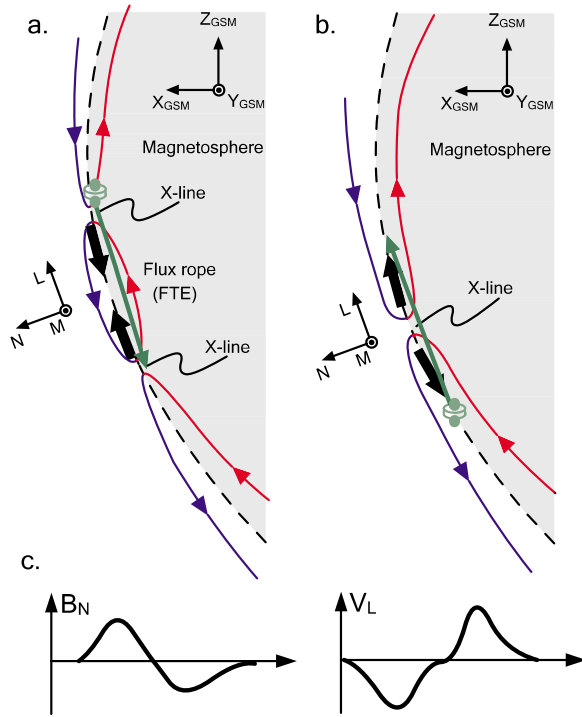 a.
Z_GSM
X_GSM
Y_GSM
Magnetosphere
X-line
L
M
N
Flux rope
(FTE)
X-line
b.
Z_GSM
X_GSM
Y_GSM
Magnetosphere
X-line
L
M
N
c.
B_N
V_L